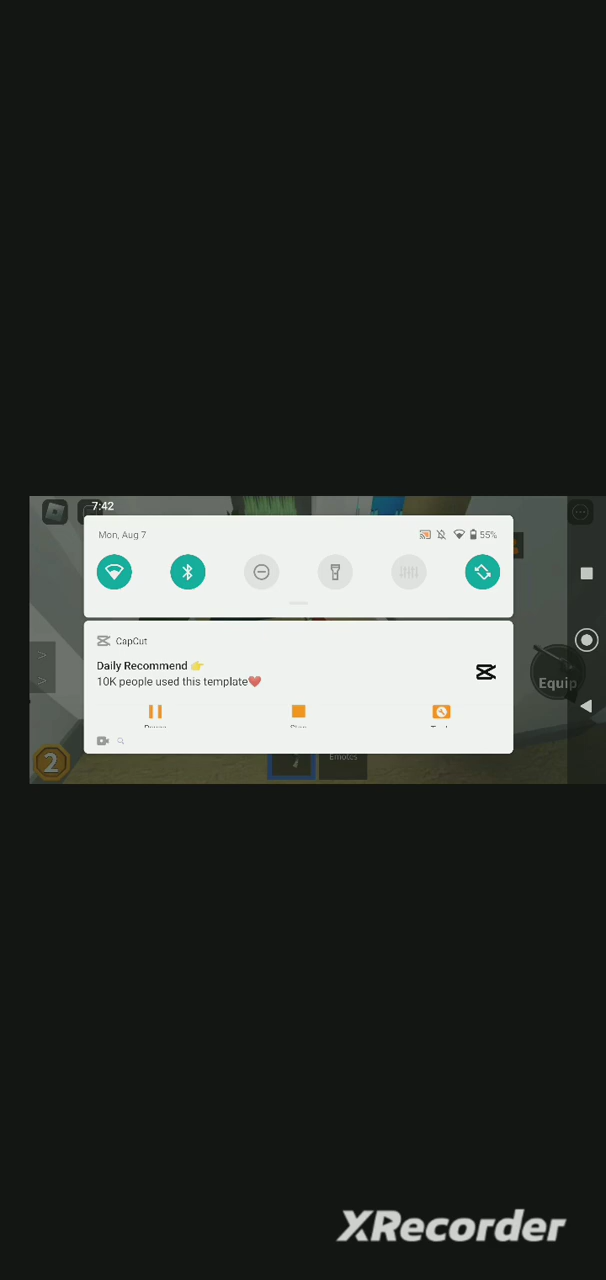 7:42
Mon, Aug 7
55%
CapCut
Daily Recommend 👉
10K people used this template❤️
Equip
2
Emotes
XRecorder